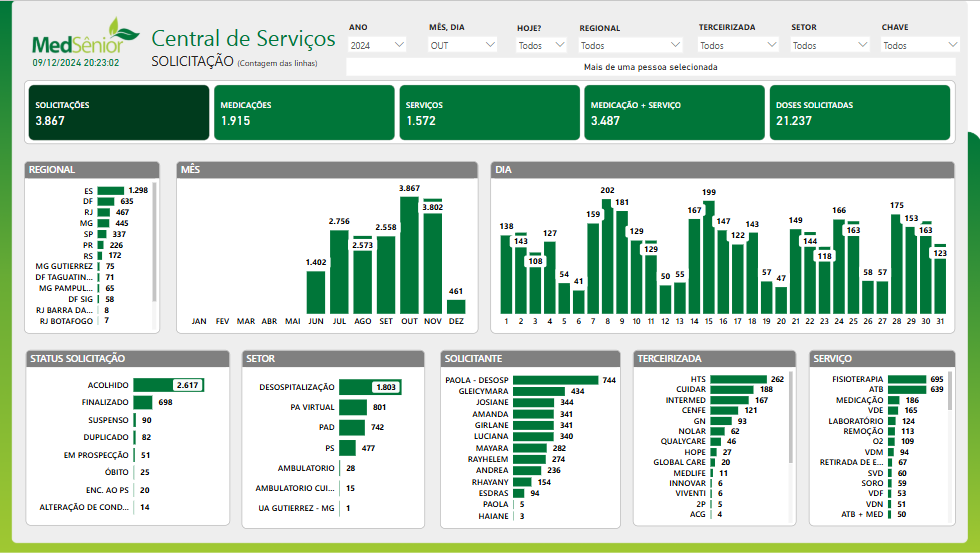 MedSênior
09/12/2024 20:23:02
Central de Serviços
SOLICITAÇÃO (Contagem das linhas)
ANO
2024
MÊS, DIA
OUT
HOJE?
Todos
REGIONAL
Todos
TERCEIRIZADA
Todos
SETOR
Todos
CHAVE
Todos
Mais de uma pessoa selecionada
SOLICITAÇÕES
3.867
MEDICAÇÕES
1.915
SERVIÇOS
1.572
MEDICAÇÃO + SERVIÇO
3.487
DOSES SOLICITADAS
21.237
REGIONAL
ES 1.298
DF 635
RJ 467
MG 445
SP 337
PR 226
RS 172
MG GUTIERREZ 75
DF TAGUATIN... 71
MG PAMPUL... 65
DF SIG 58
RJ BARRA DA... 8
RJ BOTAFOGO 7
MÊS
1.402 2.756 2.573 2.558 3.867 3.802 461
JAN FEV MAR ABR MAI JUN JUL AGO SET OUT NOV DEZ
DIA
138 143 108 127 54 41 159 202 181 129 129 50 55 167 199 147 122 143 57 47 149 144 118 166 163 58 57 175 153 163 123
1 2 3 4 5 6 7 8 9 10 11 12 13 14 15 16 17 18 19 20 21 22 23 24 25 26 27 28 29 30 31
STATUS SOLICITAÇÃO
ACOLHIDO 2.617
FINALIZADO 698
SUSPENSO 90
DUPLICADO 82
EM PROSPECÇÃO 51
ÓBITO 25
ENC. AO PS 20
ALTERAÇÃO DE COND... 14
SETOR
DESOSPITALIZAÇÃO 1.803
PA VIRTUAL 801
PAD 742
PS 477
AMBULATORIO 28
AMBULATORIO CUI... 15
UA GUTIERREZ - MG 1
SOLICITANTE
PAOLA - DESOSP 744
GLEICYMARA 434
JOSIANE 344
AMANDA 341
GIRLANE 341
LUCIANA 340
MAYARA 282
RAYHELEM 274
ANDREA 236
RHAYANY 154
ESDRAS 94
PAOLA 5
HAIANE 3
TERCEIRIZADA
HTS 262
CUIDAR 188
INTERMED 167
CENFE 121
GN 93
NOLAR 62
QUALYCARE 46
HOPE 27
GLOBAL CARE 20
MEDLIFE 11
INNOVAR 6
VIVENTI 6
2P 5
ACG 4
SERVIÇO
FISIOTERAPIA 695
ATB 639
MEDICAÇÃO 186
VDE 165
LABORATÓRIO 124
REMOÇÃO 113
O2 109
VDM 94
RETIRADA DE E... 67
SVD 60
SORO 59
VDF 53
VDN 51
ATB + MED 50